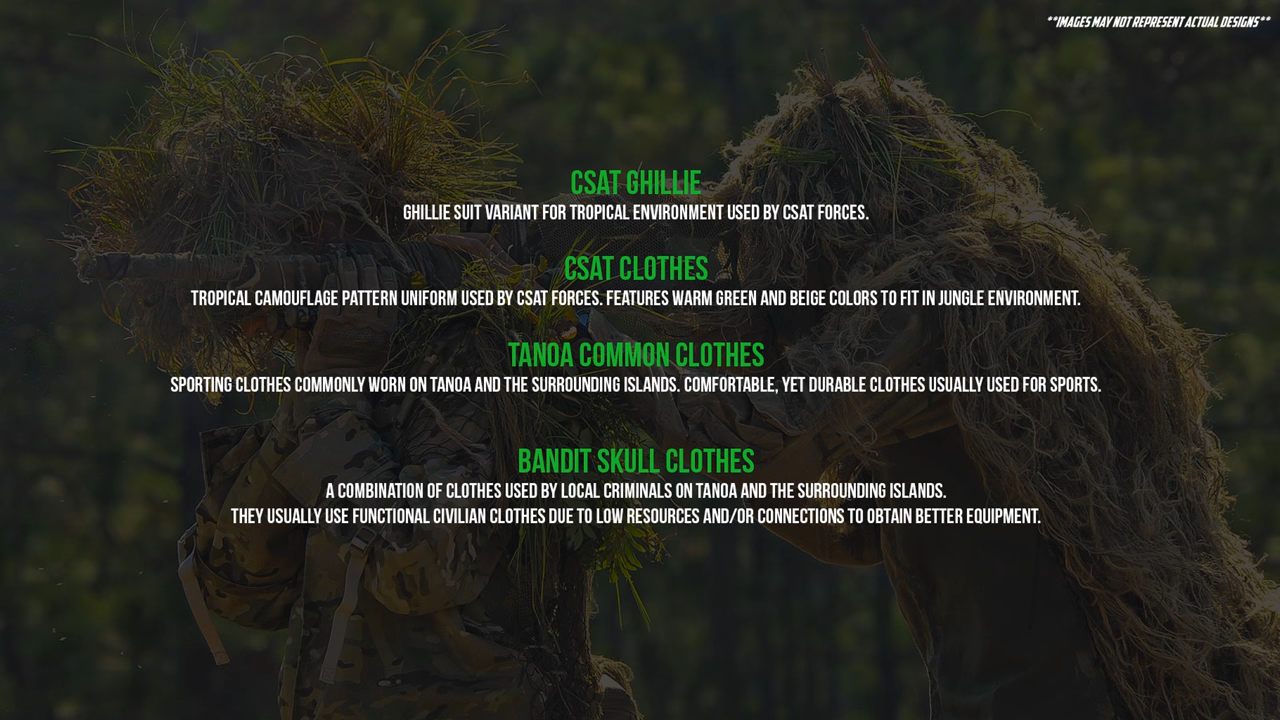 **IMAGES MAY NOT REPRESENT ACTUAL DESIGNS**
CSAT GHILLIE
GHILLIE SUIT VARIANT FOR TROPICAL ENVIRONMENT USED BY CSAT FORCES.
CSAT CLOTHES
TROPICAL CAMOUFLAGE PATTERN UNIFORM USED BY CSAT FORCES. FEATURES WARM GREEN AND BEIGE COLORS TO FIT IN JUNGLE ENVIRONMENT.
TANOA COMMON CLOTHES
SPORTING CLOTHES COMMONLY WORN ON TANOA AND THE SURROUNDING ISLANDS. COMFORTABLE, YET DURABLE CLOTHES USUALLY USED FOR SPORTS.
BANDIT SKULL CLOTHES
A COMBINATION OF CLOTHES USED BY LOCAL CRIMINALS ON TANOA AND THE SURROUNDING ISLANDS.
THEY USUALLY USE FUNCTIONAL CIVILIAN CLOTHES DUE TO LOW RESOURCES AND/OR CONNECTIONS TO OBTAIN BETTER EQUIPMENT.